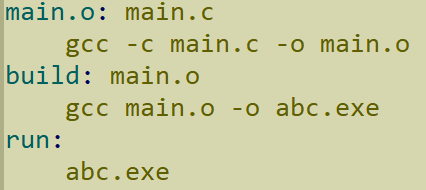 main.o: main.c
    gcc -c main.c -o main.o
build: main.o
    gcc main.o -o abc.exe
run:
    abc.exe